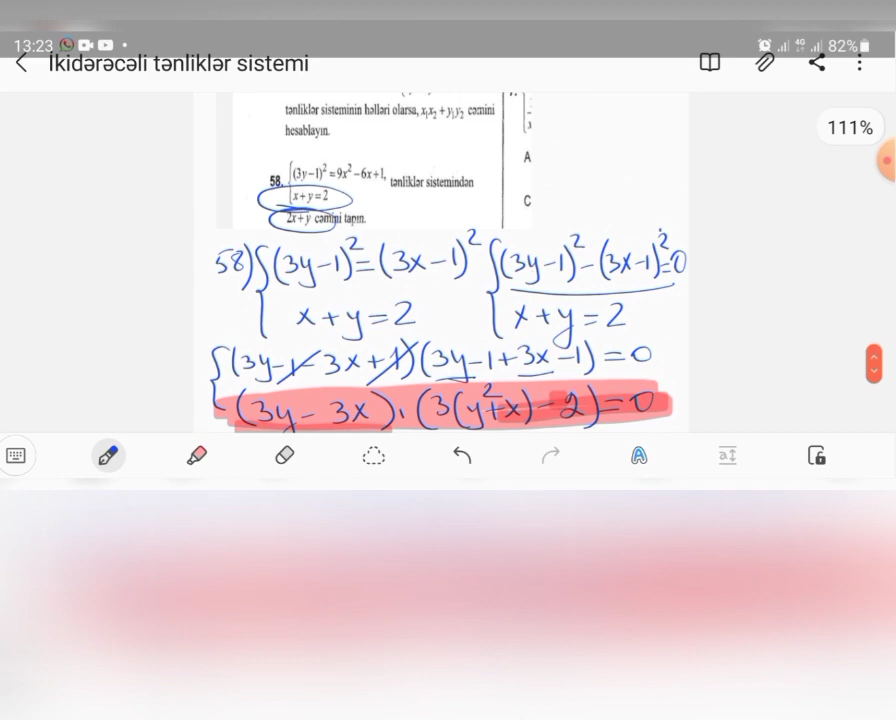 13:23 4G 82%
İkidərəcəli tənliklər sistemi
111%
tənliklər sisteminin həlləri olarsa, x₁x₂ + y₁y₂ cəmini
hesablayın.
A
58. {(3y−1)² = 9x² −6x+1, tənliklər sistemindən
x+y=2
C
2x+y cəmini tapın.
58) {(3y−1)²=(3x−1)² {(3y−1)²−(3x−1)²=0
x+y=2 x+y=2
{(3y−1−3x+1)(3y−1+3x−1)=0
(3y−3x).(3(y+x)−2)=0
2